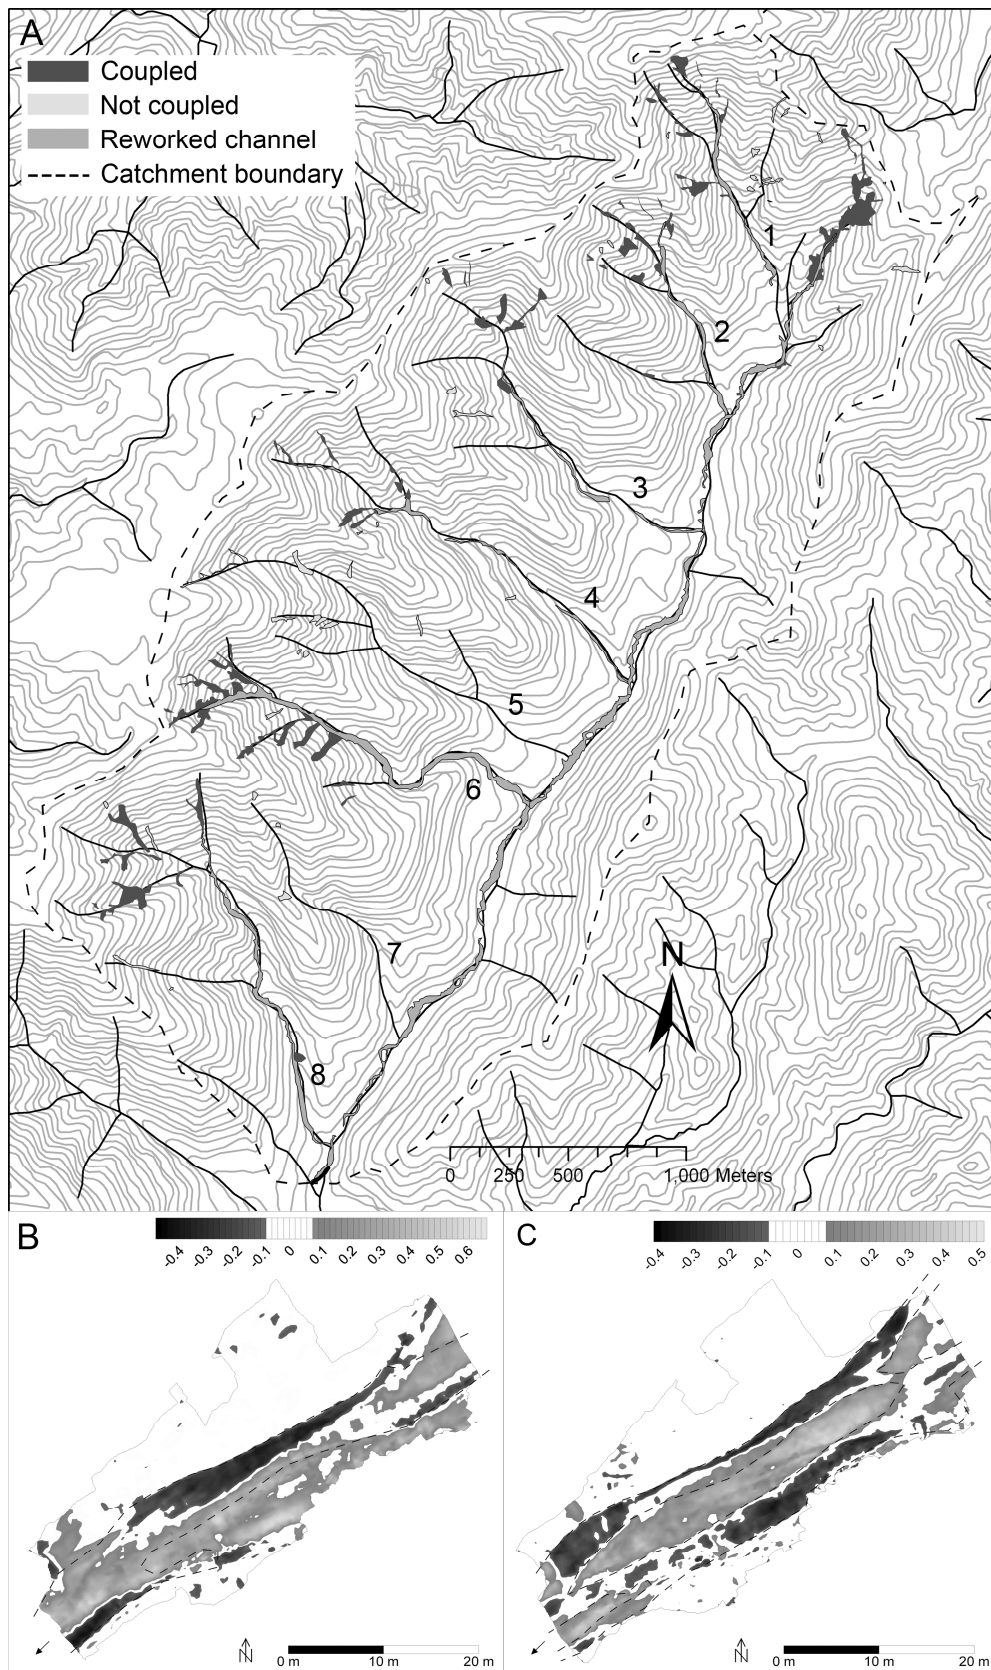 A
Coupled
Not coupled
Reworked channel
Catchment boundary
1
2
3
4
5
6
7
8
N
0 250 500 1,000 Meters
B
-0.4 -0.3 -0.2 -0.1 0 0.1 0.2 0.3 0.4 0.5 0.6
N
0 m 10 m 20 m
C
-0.4 -0.3 -0.2 -0.1 0 0.1 0.2 0.3 0.4 0.5
N
0 m 10 m 20 m